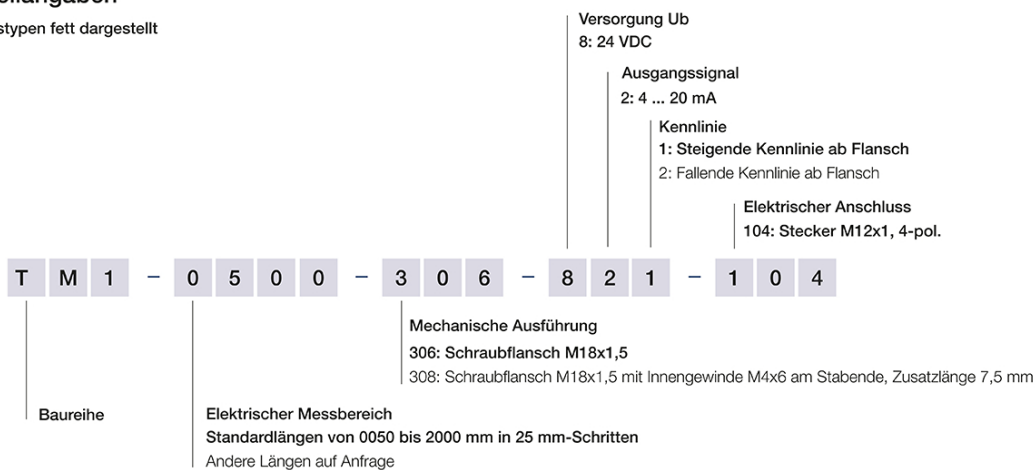 stypen fett dargestellt
Versorgung Ub
8: 24 VDC
Ausgangssignal
2: 4 ... 20 mA
Kennlinie
1: Steigende Kennlinie ab Flansch
2: Fallende Kennlinie ab Flansch
Elektrischer Anschluss
104: Stecker M12x1, 4-pol.
T M 1 – 0 5 0 0 – 3 0 6 – 8 2 1 – 1 0 4
Mechanische Ausführung
306: Schraubflansch M18x1,5
308: Schraubflansch M18x1,5 mit Innengewinde M4x6 am Stabende, Zusatzlänge 7,5 mm
Baureihe
Elektrischer Messbereich
Standardlängen von 0050 bis 2000 mm in 25 mm-Schritten
Andere Längen auf Anfrage